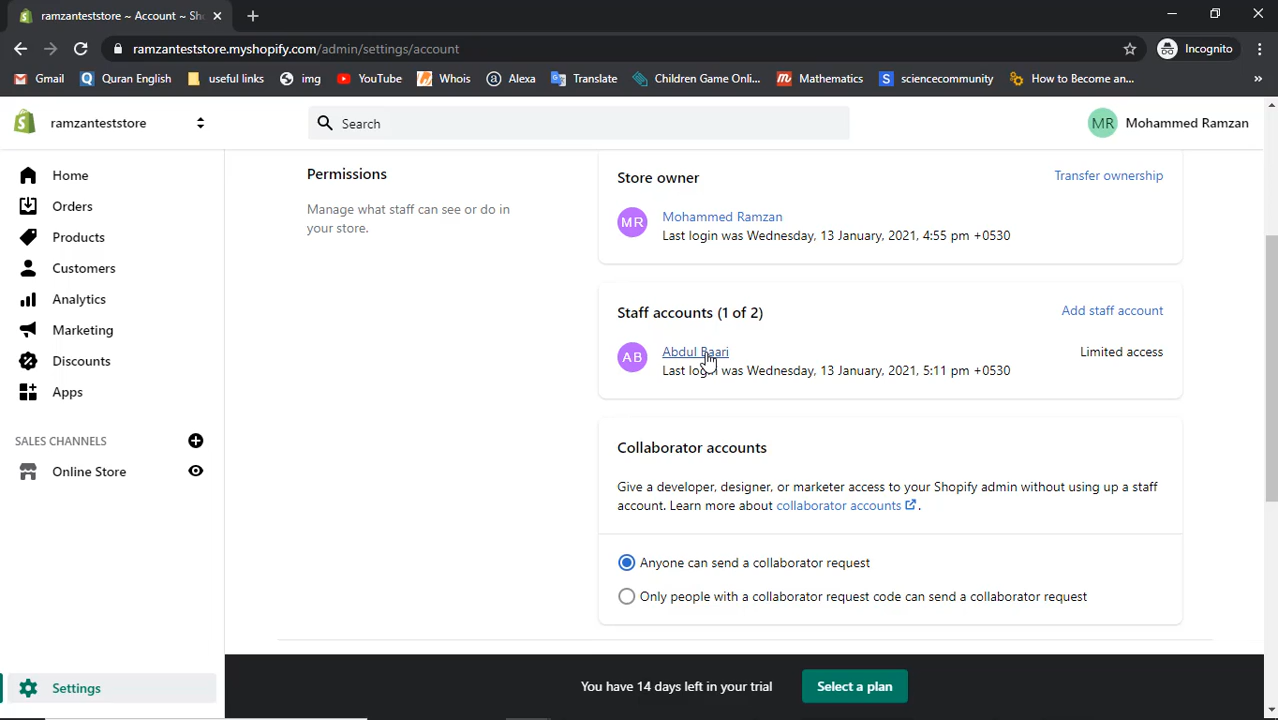 ramzanteststore ~ Account ~ Sho
ramzanteststore.myshopify.com/admin/settings/account
Incognito
Gmail
Quran English
useful links
img
YouTube
Whois
Alexa
Translate
Children Game Onli...
Mathematics
sciencecommunity
How to Become an...
»
ramzanteststore
Search
MR Mohammed Ramzan
Home
Orders
Products
Customers
Analytics
Marketing
Discounts
Apps
SALES CHANNELS
Online Store
Settings
Permissions
Manage what staff can see or do in
your store.
Store owner
Transfer ownership
MR
Mohammed Ramzan
Last login was Wednesday, 13 January, 2021, 4:55 pm +0530
Staff accounts (1 of 2)
Add staff account
AB
Abdul Baari
Limited access
Last login was Wednesday, 13 January, 2021, 5:11 pm +0530
Collaborator accounts
Give a developer, designer, or marketer access to your Shopify admin without using up a staff
account. Learn more about collaborator accounts .
Anyone can send a collaborator request
Only people with a collaborator request code can send a collaborator request
You have 14 days left in your trial
Select a plan